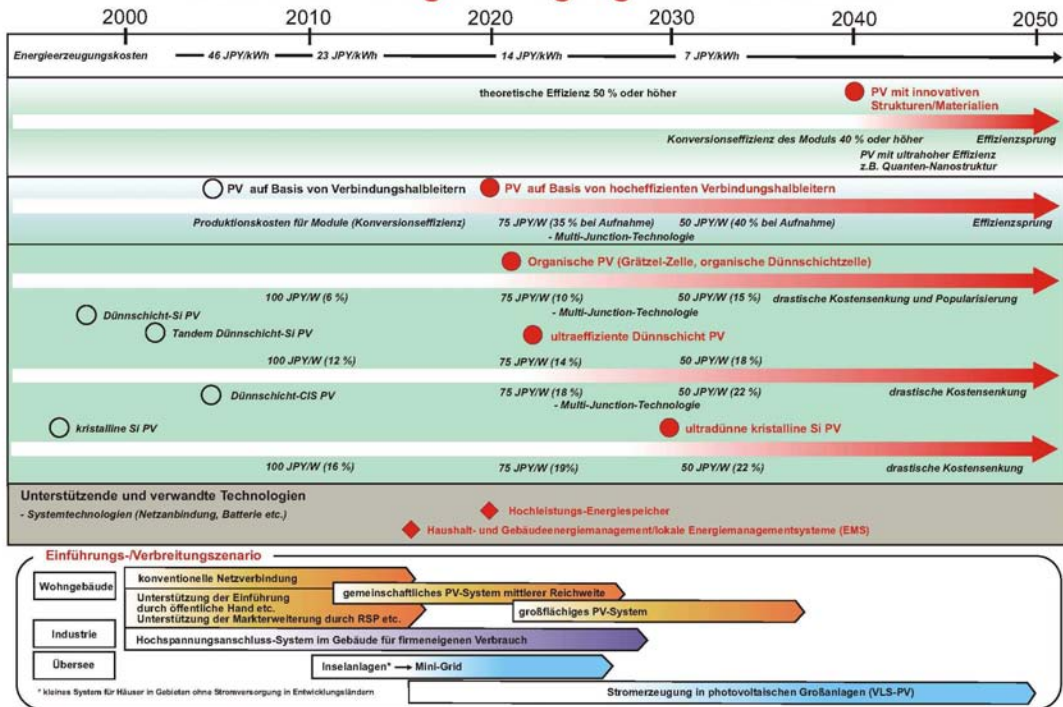 2000 2010 2020 2030 2040 2050
Energieerzeugungskosten 46 JPY/kWh 23 JPY/kWh 14 JPY/kWh 7 JPY/kWh
theoretische Effizienz 50 % oder höher
PV mit innovativen
Strukturen/Materialien
Konversionseffizienz des Moduls 40 % oder höher Effizienzsprung
PV mit ultrahoher Effizienz
z.B. Quanten-Nanostruktur
PV auf Basis von Verbindungshalbleitern PV auf Basis von hocheffizienten Verbindungshalbleitern
Produktionskosten für Module (Konversionseffizienz) 75 JPY/W (35 % bei Aufnahme) 50 JPY/W (40 % bei Aufnahme) Effizienzsprung
- Multi-Junction-Technologie
Organische PV (Grätzel-Zelle, organische Dünnschichtzelle)
100 JPY/W (6 %) 75 JPY/W (10 %) 50 JPY/W (15 %) drastische Kostensenkung und Popularisierung
- Multi-Junction-Technologie
Dünnschicht-Si PV
Tandem Dünnschicht-Si PV ultraeffiziente Dünnschicht PV
100 JPY/W (12 %) 75 JPY/W (14 %) 50 JPY/W (18 %)
Dünnschicht-CIS PV 75 JPY/W (18 %) 50 JPY/W (22 %) drastische Kostensenkung
- Multi-Junction-Technologie
kristalline Si PV ultradünne kristalline Si PV
100 JPY/W (16 %) 75 JPY/W (19%) 50 JPY/W (22 %) drastische Kostensenkung
Unterstützende und verwandte Technologien
- Systemtechnologien (Netzanbindung, Batterie etc.)
Hochleistungs-Energiespeicher
Haushalt- und Gebäudeenergiemanagement/lokale Energiemanagementsysteme (EMS)
Einführungs-/Verbreitungszenario
Wohngebäude
konventionelle Netzverbindung
gemeinschaftliches PV-System mittlerer Reichweite
Unterstützung der Einführung
durch öffentliche Hand etc.
Unterstützung der Markterweiterung durch RSP etc.
großflächiges PV-System
Industrie
Hochspannungsanschluss-System im Gebäude für firmeneigenen Verbrauch
Übersee
Inselanlagen* Mini-Grid
* kleines System für Häuser in Gebieten ohne Stromversorgung in Entwicklungsländern
Stromerzeugung in photovoltaischen Großanlagen (VLS-PV)